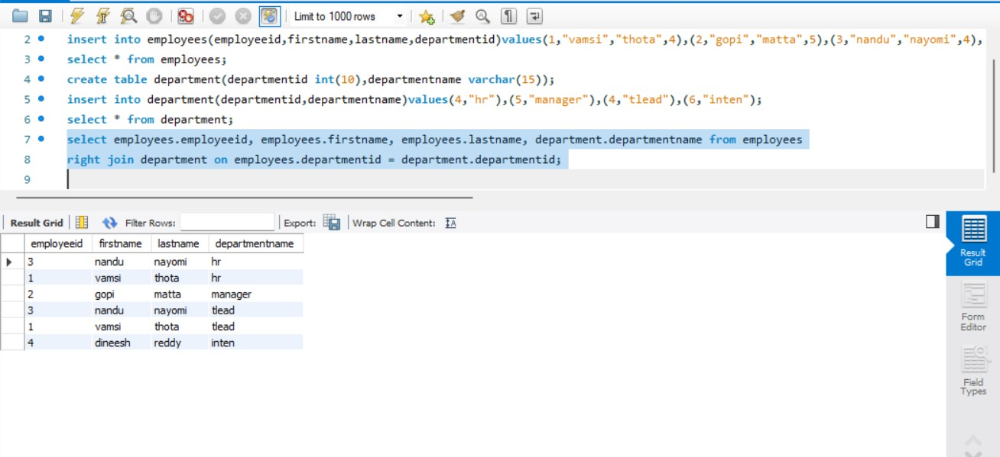 Limit to 1000 rows
2 insert into employees(employeeid,firstname,lastname,departmentid)values(1,"vamsi","thota",4),(2,"gopi","matta",5),(3,"nandu","nayomi",4),
3 select * from employees;
4 create table department(departmentid int(10),departmentname varchar(15));
5 insert into department(departmentid,departmentname)values(4,"hr"),(5,"manager"),(4,"tlead"),(6,"inten");
6 select * from department;
7 select employees.employeeid, employees.firstname, employees.lastname, department.departmentname from employees
8 right join department on employees.departmentid = department.departmentid;
9
Result Grid Filter Rows: Export: Wrap Cell Content: IA
employeeid firstname lastname departmentname
3 nandu nayomi hr
1 vamsi thota hr
2 gopi matta manager
3 nandu nayomi tlead
1 vamsi thota tlead
4 dineesh reddy inten
Result
Grid
Form
Editor
Field
Types